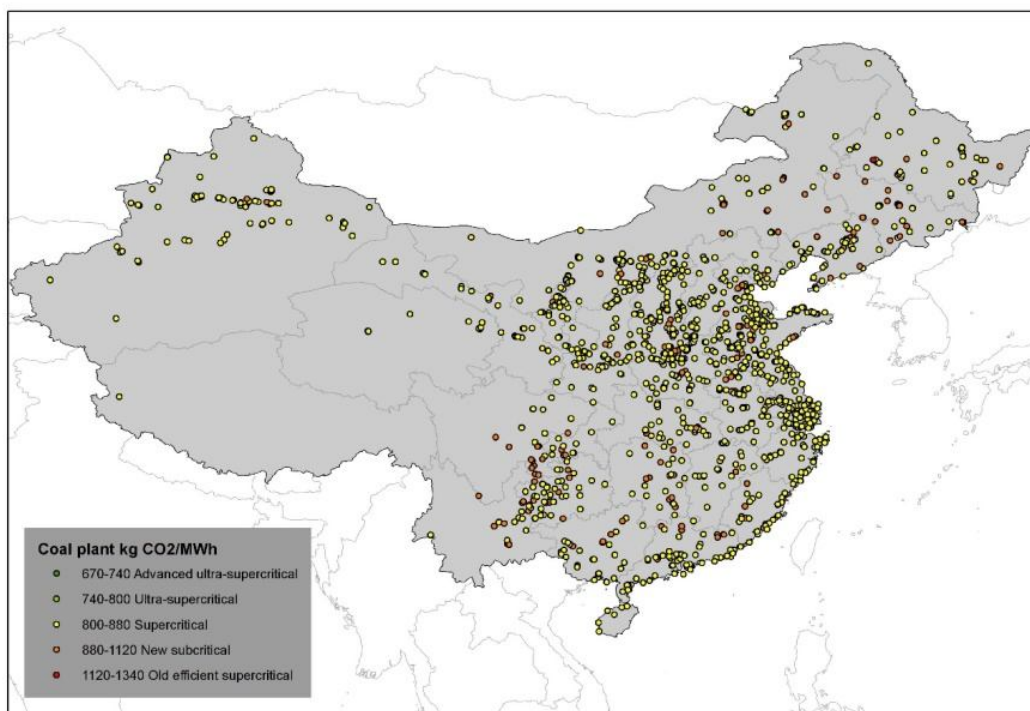 Coal plant kg CO2/MWh
670-740 Advanced ultra-supercritical
740-800 Ultra-supercritical
800-880 Supercritical
880-1120 New subcritical
1120-1340 Old efficient supercritical